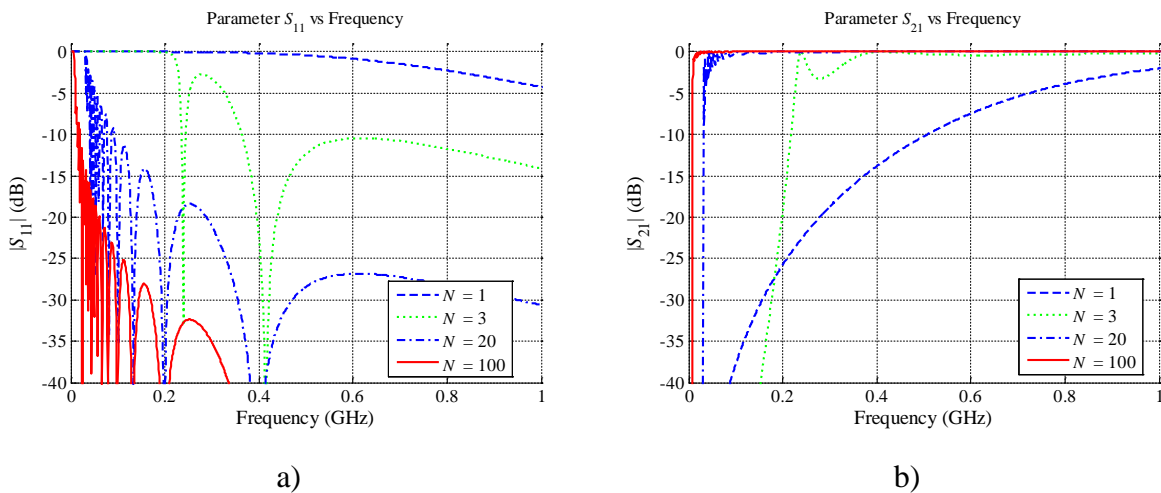 Parameter S11 vs Frequency
0
-5
-10
-15
-20
-25
-30
-35
-40
|S11| (dB)
N = 1
N = 3
N = 20
N = 100
0 0.2 0.4 0.6 0.8 1
Frequency (GHz)
a)
Parameter S21 vs Frequency
0
-5
-10
-15
-20
-25
-30
-35
-40
|S21| (dB)
N = 1
N = 3
N = 20
N = 100
0 0.2 0.4 0.6 0.8 1
Frequency (GHz)
b)